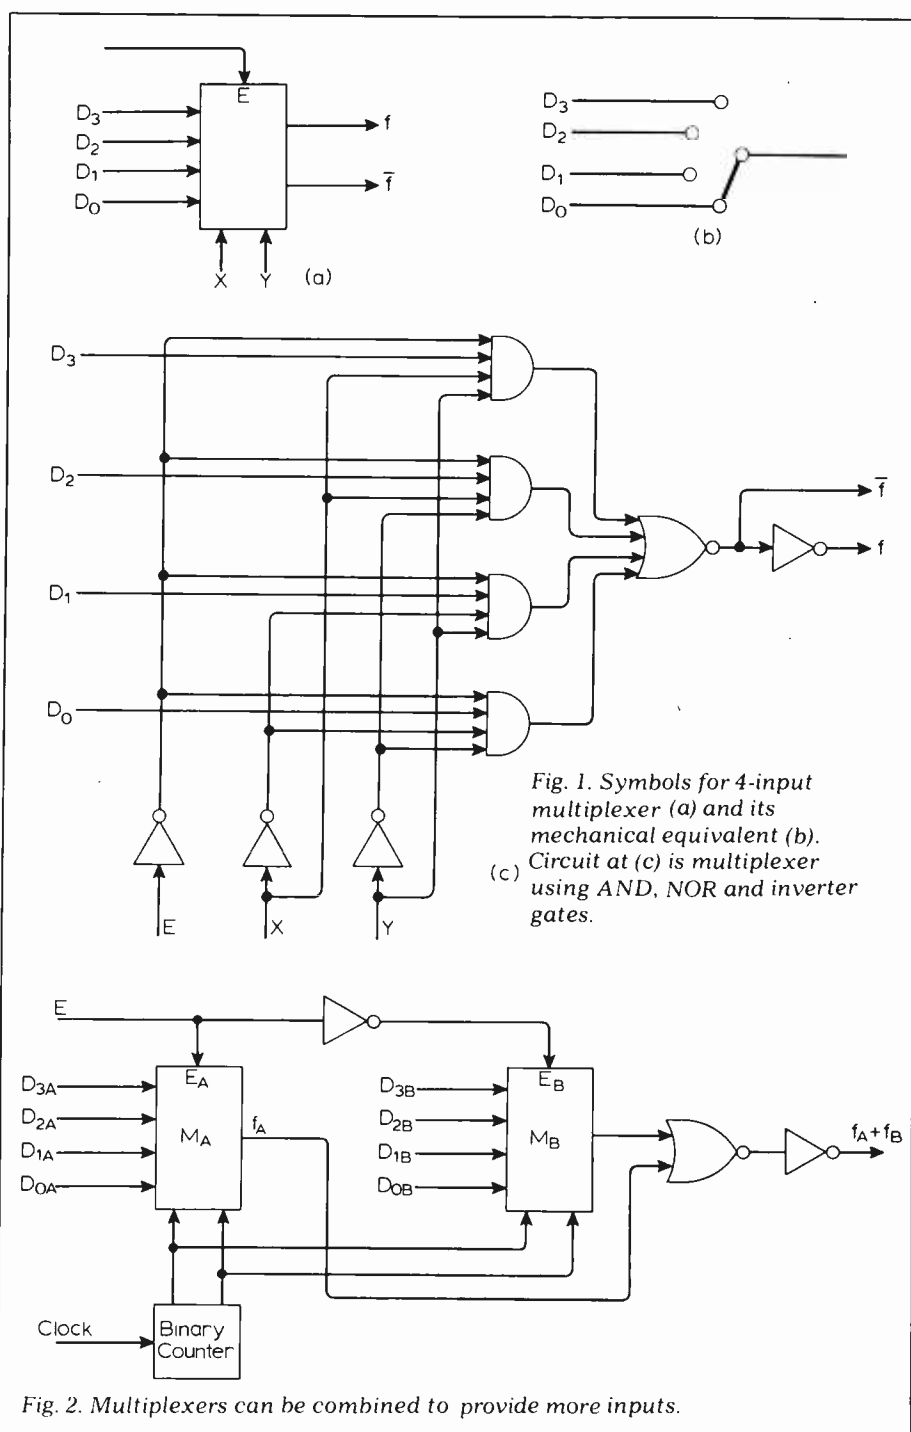 E
D3
D2
D1
D0
f
f̅
X Y (a)
D3
D2
D1
D0
(b)
D3
D2
D1
D0
f̅
f
E X Y
(c)
Fig. 1. Symbols for 4-input
multiplexer (a) and its
mechanical equivalent (b).
Circuit at (c) is multiplexer
using AND, NOR and inverter
gates.
E
EA
D3A
D2A
D1A
D0A
MA
fA
EB
D3B
D2B
D1B
D0B
MB
fA+fB
Clock
Binary
Counter
Fig. 2. Multiplexers can be combined to provide more inputs.